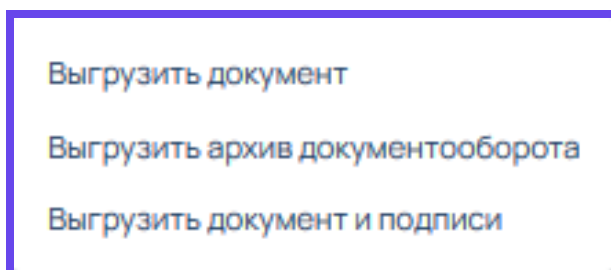 Выгрузить документ
Выгрузить архив документооборота
Выгрузить документ и подписи